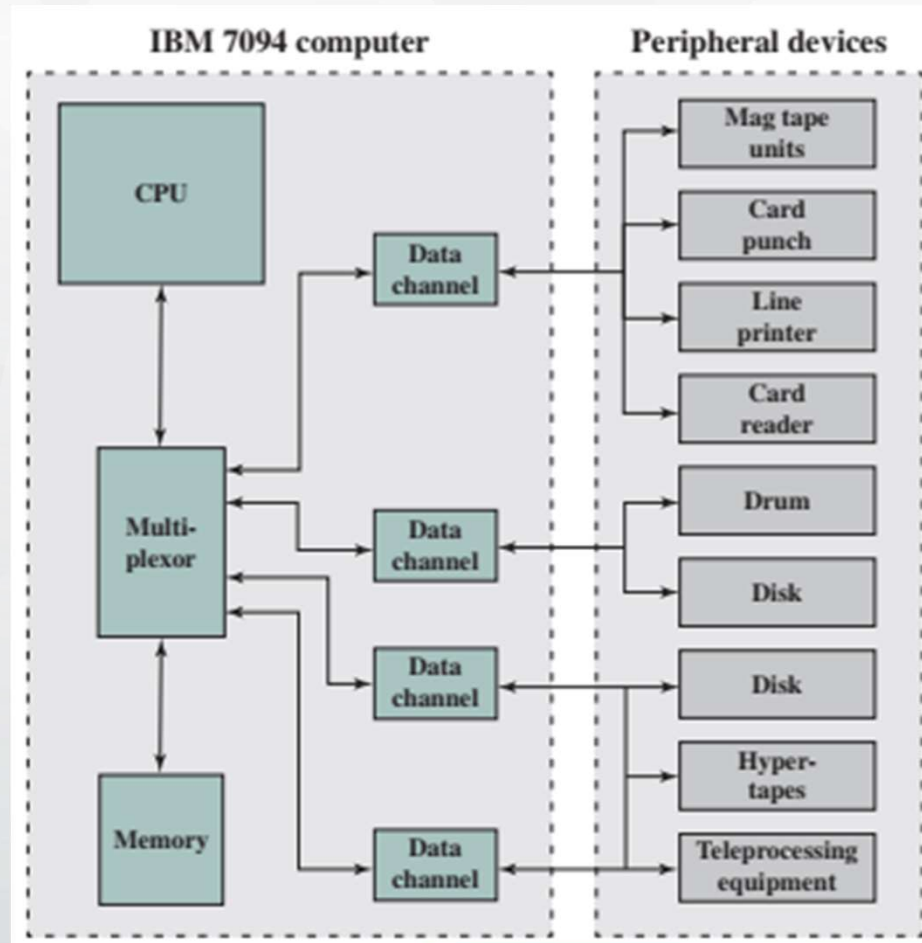 IBM 7094 computer
Peripheral devices
CPU
Multi-
plexor
Memory
Data
channel
Data
channel
Data
channel
Data
channel
Mag tape
units
Card
punch
Line
printer
Card
reader
Drum
Disk
Disk
Hyper-
tapes
Teleprocessing
equipment